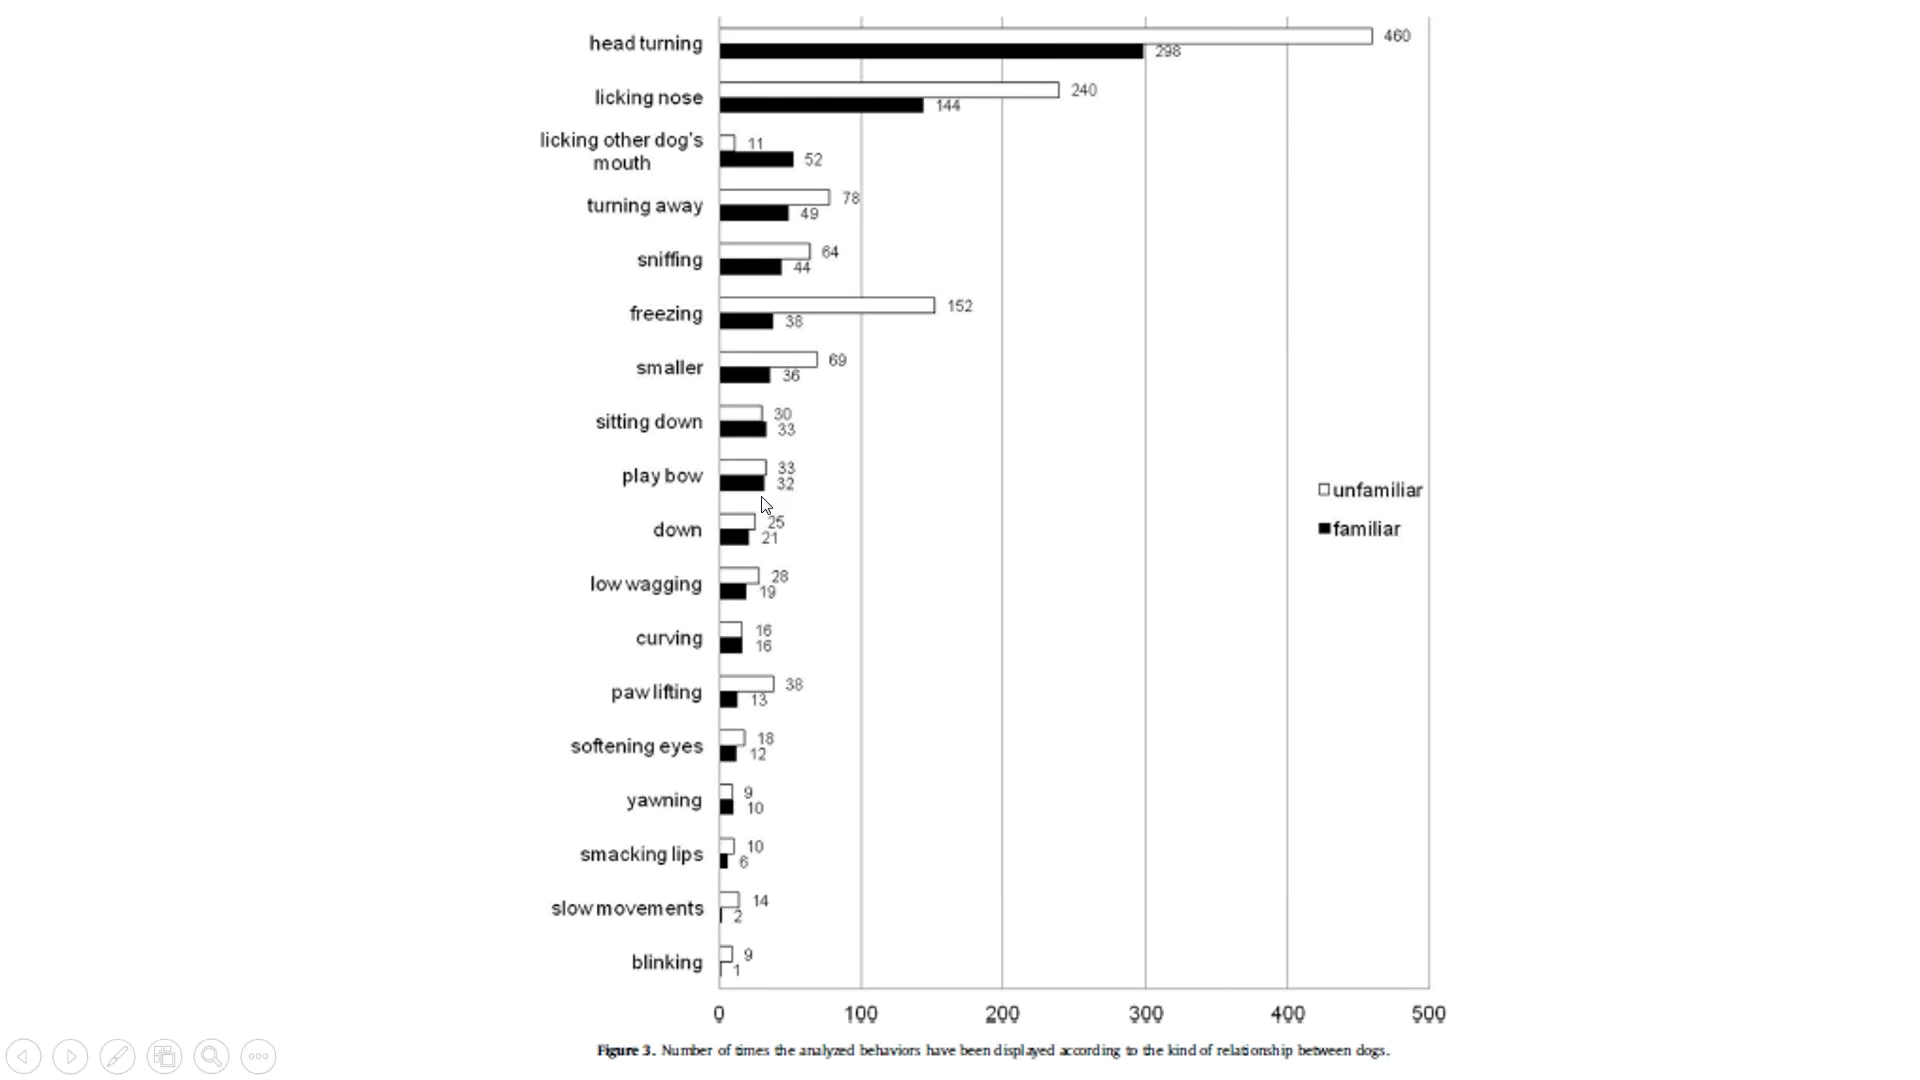 head turning
460
298
licking nose
240
144
licking other dog's
mouth
11
52
turning away
78
49
sniffing
64
44
freezing
152
38
smaller
69
36
sitting down
30
33
play bow
33
32
down
25
21
low wagging
28
19
curving
16
16
paw lifting
38
13
softening eyes
18
12
yawning
9
10
smacking lips
10
6
slow movements
14
2
blinking
9
1
unfamiliar
familiar
0 100 200 300 400 500
Figure 3. Number of times the analyzed behaviors have been displayed according to the kind of relationship between dogs.